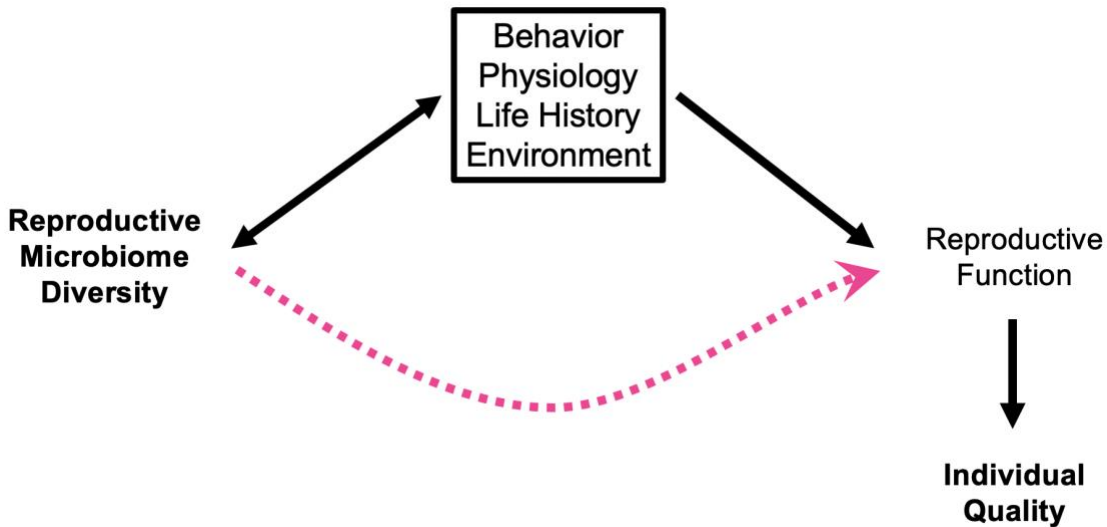 Behavior
Physiology
Life History
Environment
Reproductive
Microbiome
Diversity
Reproductive
Function
Individual
Quality